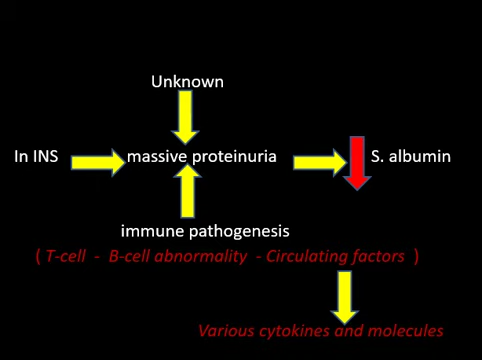 Unknown
In INS massive proteinuria S. albumin
immune pathogenesis
( T-cell - B-cell abnormality - Circulating factors )
Various cytokines and molecules